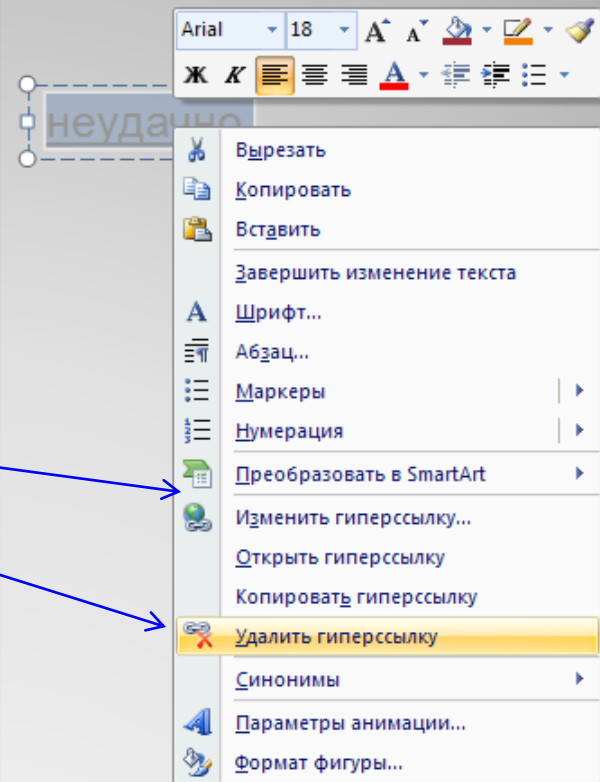 Arial 18 A A
Ж К А
неудачно
Вырезать
Копировать
Вставить
Завершить изменение текста
А Шрифт...
Абзац...
Маркеры
Нумерация
Преобразовать в SmartArt
Изменить гиперссылку...
Открыть гиперссылку
Копировать гиперссылку
Удалить гиперссылку
Синонимы
Параметры анимации...
Формат фигуры...